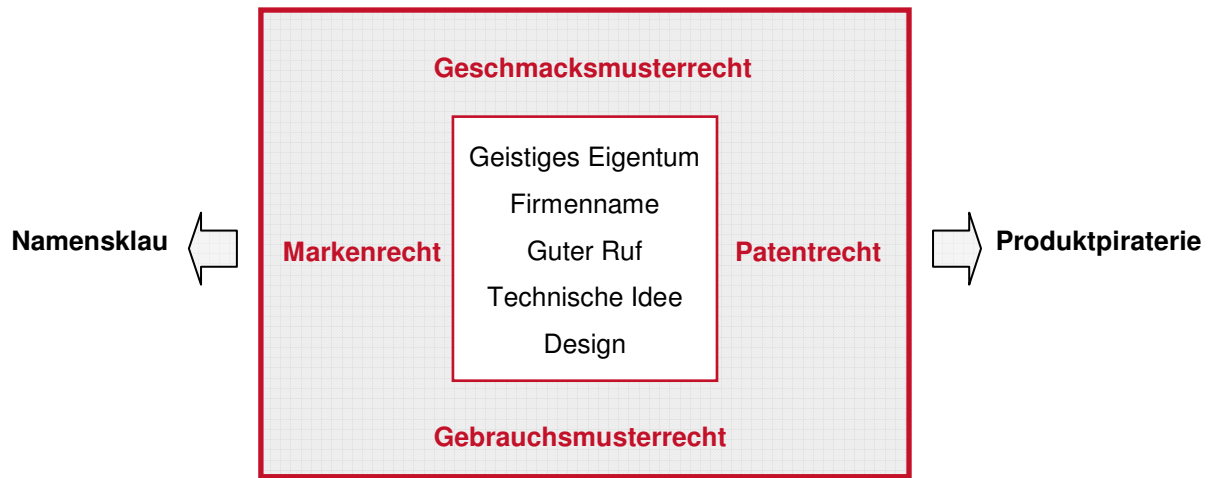 Geschmacksmusterrecht
Geistiges Eigentum
Firmenname
Namensklau
Markenrecht
Guter Ruf
Patentrecht
Produktpiraterie
Technische Idee
Design
Gebrauchsmusterrecht